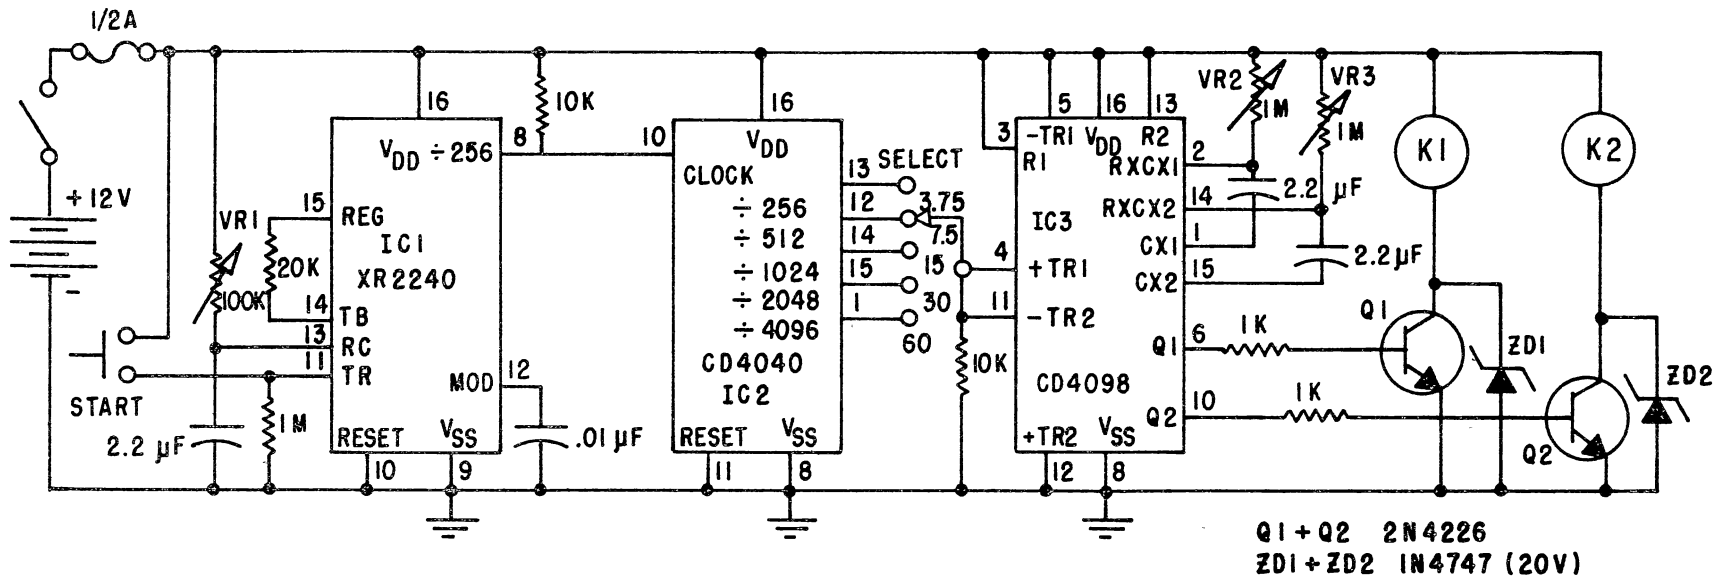 1/2A
+12V
-
START
VR1
100K
2.2 µF
1M
20K
15 REG
14 TB
13 RC
11 TR
IC1
XR2240
16
VDD ÷ 256
8
10K
MOD 12
.01 µF
RESET VSS
10 9
10
16
VDD
CLOCK
÷ 256
÷ 512
÷ 1024
÷ 2048
÷ 4096
CD4040
IC2
RESET VSS
11 8
13 SELECT
12 3.75
14 7.5
15 15
1 30
60
10K
3 5 16 13
-TR1 VDD R2
R1
RXCX1 2
RXCX2 14
IC3
CX1 1
4 +TR1
CX2 15
11 -TR2
Q1 6
CD4098
Q2 10
+TR2 VSS
12 8
VR2
1M
VR3
1M
2.2 µF
2.2µF
1K
1K
K1
K2
Q1
ZD1
Q2
ZD2
Q1+Q2 2N4226
ZD1+ZD2 1N4747 (20V)